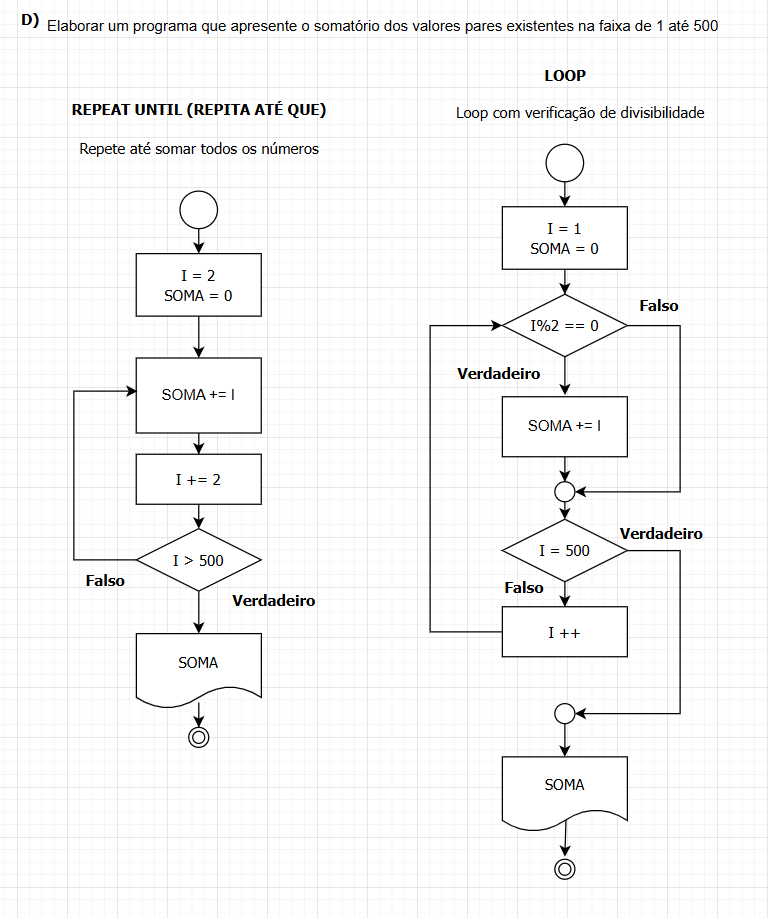 D) Elaborar um programa que apresente o somatório dos valores pares existentes na faixa de 1 até 500
REPEAT UNTIL (REPITA ATÉ QUE)
Repete até somar todos os números
I = 2
SOMA = 0
SOMA += I
I += 2
I > 500
Falso
Verdadeiro
SOMA
LOOP
Loop com verificação de divisibilidade
I = 1
SOMA = 0
I%2 == 0
Falso
Verdadeiro
SOMA += I
I = 500
Verdadeiro
Falso
I ++
SOMA